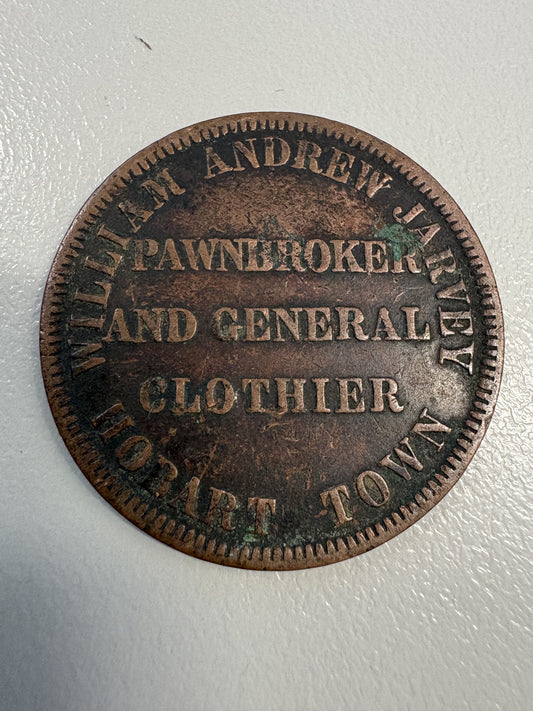 WILLIAM ANDREW JARVEY
PAWNBROKER
AND GENERAL
CLOTHIER
HOBART TOWN